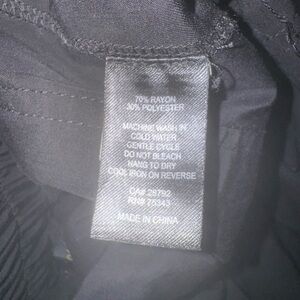 70% RAYON
30% POLYESTER
MACHINE WASH IN
COLD WATER
GENTLE CYCLE
DO NOT BLEACH
HANG TO DRY
COOL IRON ON REVERSE
CA# 28792
RN# 75343
MADE IN CHINA